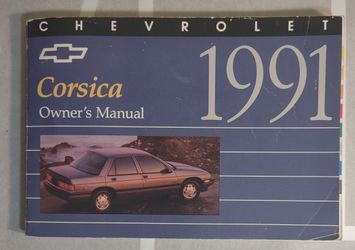 CHEVROLET
1991
Corsica
Owner's Manual